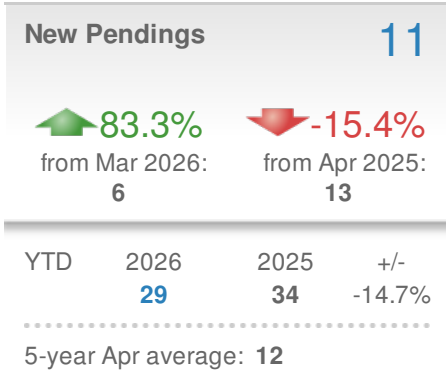 New Pendings 11
83.3% -15.4%
from Mar 2026: from Apr 2025:
6 13
YTD 2026 2025 +/-
29 34 -14.7%
5-year Apr average: 12